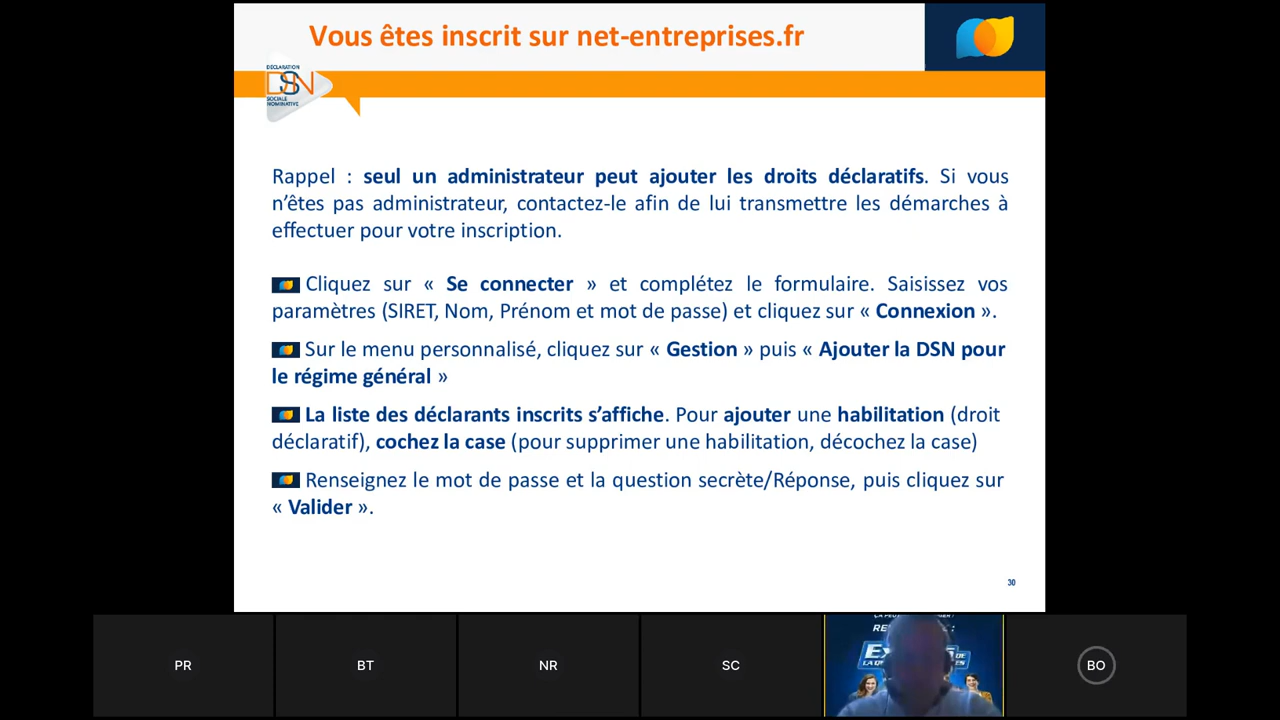 Vous êtes inscrit sur net-entreprises.fr
DÉCLARATION
DSN
SOCIALE
NOMINATIVE
Rappel : seul un administrateur peut ajouter les droits déclaratifs. Si vous
n’êtes pas administrateur, contactez-le afin de lui transmettre les démarches à
effectuer pour votre inscription.
Cliquez sur « Se connecter » et complétez le formulaire. Saisissez vos
paramètres (SIRET, Nom, Prénom et mot de passe) et cliquez sur « Connexion ».
Sur le menu personnalisé, cliquez sur « Gestion » puis « Ajouter la DSN pour
le régime général »
La liste des déclarants inscrits s’affiche. Pour ajouter une habilitation (droit
déclaratif), cochez la case (pour supprimer une habilitation, décochez la case)
Renseignez le mot de passe et la question secrète/Réponse, puis cliquez sur
« Valider ».
30
PR
BT
NR
SC
BO